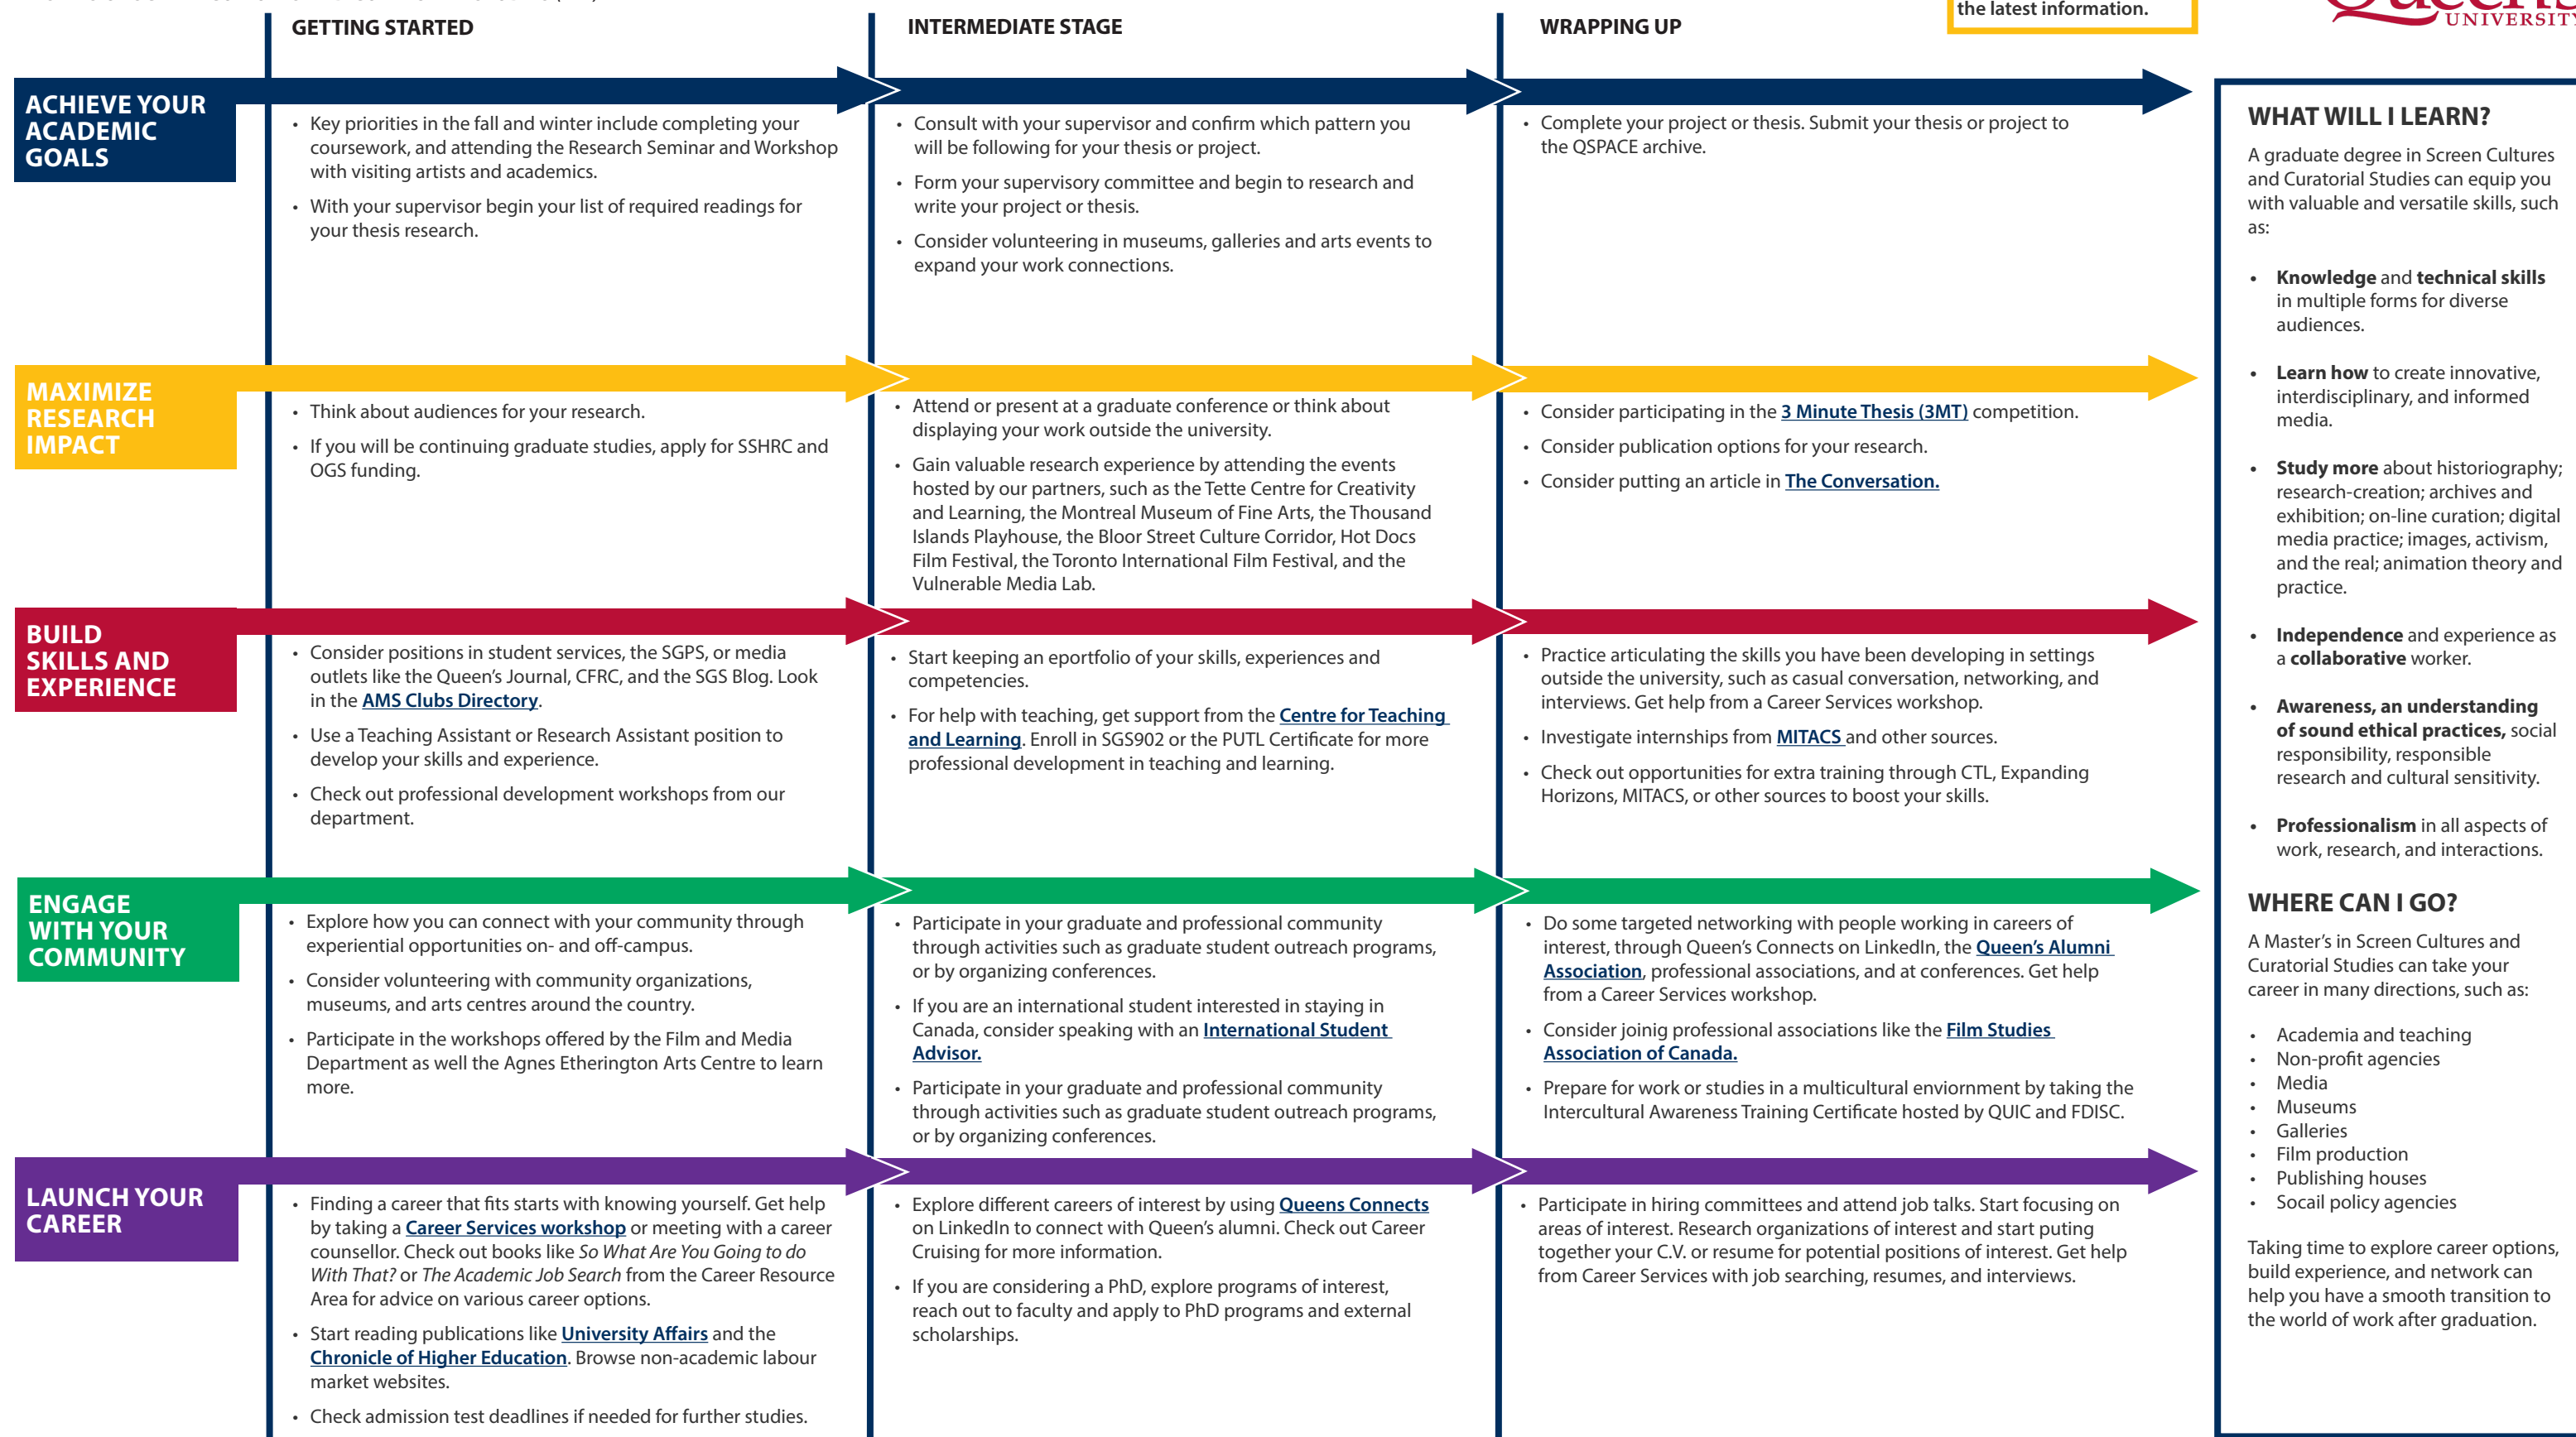 the latest information.
UNIVERSITY
GETTING STARTED
INTERMEDIATE STAGE
WRAPPING UP
ACHIEVE YOUR
ACADEMIC
GOALS
• Key priorities in the fall and winter include completing your
coursework, and attending the Research Seminar and Workshop
with visiting artists and academics.
• With your supervisor begin your list of required readings for
your thesis research.
• Consult with your supervisor and confirm which pattern you
will be following for your thesis or project.
• Form your supervisory committee and begin to research and
write your project or thesis.
• Consider volunteering in museums, galleries and arts events to
expand your work connections.
• Complete your project or thesis. Submit your thesis or project to
the QSPACE archive.
MAXIMIZE
RESEARCH
IMPACT
• Think about audiences for your research.
• If you will be continuing graduate studies, apply for SSHRC and
OGS funding.
• Attend or present at a graduate conference or think about
displaying your work outside the university.
• Gain valuable research experience by attending the events
hosted by our partners, such as the Tette Centre for Creativity
and Learning, the Montreal Museum of Fine Arts, the Thousand
Islands Playhouse, the Bloor Street Culture Corridor, Hot Docs
Film Festival, the Toronto International Film Festival, and the
Vulnerable Media Lab.
• Consider participating in the 3 Minute Thesis (3MT) competition.
• Consider publication options for your research.
• Consider putting an article in The Conversation.
BUILD
SKILLS AND
EXPERIENCE
• Consider positions in student services, the SGPS, or media
outlets like the Queen's Journal, CFRC, and the SGS Blog. Look
in the AMS Clubs Directory.
• Use a Teaching Assistant or Research Assistant position to
develop your skills and experience.
• Check out professional development workshops from our
department.
• Start keeping an eportfolio of your skills, experiences and
competencies.
• For help with teaching, get support from the Centre for Teaching
and Learning. Enroll in SGS902 or the PUTL Certificate for more
professional development in teaching and learning.
• Practice articulating the skills you have been developing in settings
outside the university, such as casual conversation, networking, and
interviews. Get help from a Career Services workshop.
• Investigate internships from MITACS and other sources.
• Check out opportunities for extra training through CTL, Expanding
Horizons, MITACS, or other sources to boost your skills.
ENGAGE
WITH YOUR
COMMUNITY
• Explore how you can connect with your community through
experiential opportunities on- and off-campus.
• Consider volunteering with community organizations,
museums, and arts centres around the country.
• Participate in the workshops offered by the Film and Media
Department as well the Agnes Etherington Arts Centre to learn
more.
• Participate in your graduate and professional community
through activities such as graduate student outreach programs,
or by organizing conferences.
• If you are an international student interested in staying in
Canada, consider speaking with an International Student
Advisor.
• Participate in your graduate and professional community
through activities such as graduate student outreach programs,
or by organizing conferences.
• Do some targeted networking with people working in careers of
interest, through Queen's Connects on LinkedIn, the Queen's Alumni
Association, professional associations, and at conferences. Get help
from a Career Services workshop.
• Consider joinig professional associations like the Film Studies
Association of Canada.
• Prepare for work or studies in a multicultural enviornment by taking the
Intercultural Awareness Training Certificate hosted by QUIC and FDISC.
LAUNCH YOUR
CAREER
• Finding a career that fits starts with knowing yourself. Get help
by taking a Career Services workshop or meeting with a career
counsellor. Check out books like So What Are You Going to do
With That? or The Academic Job Search from the Career Resource
Area for advice on various career options.
• Start reading publications like University Affairs and the
Chronicle of Higher Education. Browse non-academic labour
market websites.
• Check admission test deadlines if needed for further studies.
• Explore different careers of interest by using Queens Connects
on LinkedIn to connect with Queen's alumni. Check out Career
Cruising for more information.
• If you are considering a PhD, explore programs of interest,
reach out to faculty and apply to PhD programs and external
scholarships.
• Participate in hiring committees and attend job talks. Start focusing on
areas of interest. Research organizations of interest and start puting
together your C.V. or resume for potential positions of interest. Get help
from Career Services with job searching, resumes, and interviews.
WHAT WILL I LEARN?
A graduate degree in Screen Cultures
and Curatorial Studies can equip you
with valuable and versatile skills, such
as:
• Knowledge and technical skills
in multiple forms for diverse
audiences.
• Learn how to create innovative,
interdisciplinary, and informed
media.
• Study more about historiography;
research-creation; archives and
exhibition; on-line curation; digital
media practice; images, activism,
and the real; animation theory and
practice.
• Independence and experience as
a collaborative worker.
• Awareness, an understanding
of sound ethical practices, social
responsibility, responsible
research and cultural sensitivity.
• Professionalism in all aspects of
work, research, and interactions.
WHERE CAN I GO?
A Master's in Screen Cultures and
Curatorial Studies can take your
career in many directions, such as:
• Academia and teaching
• Non-profit agencies
• Media
• Museums
• Galleries
• Film production
• Publishing houses
• Socail policy agencies
Taking time to explore career options,
build experience, and network can
help you have a smooth transition to
the world of work after graduation.